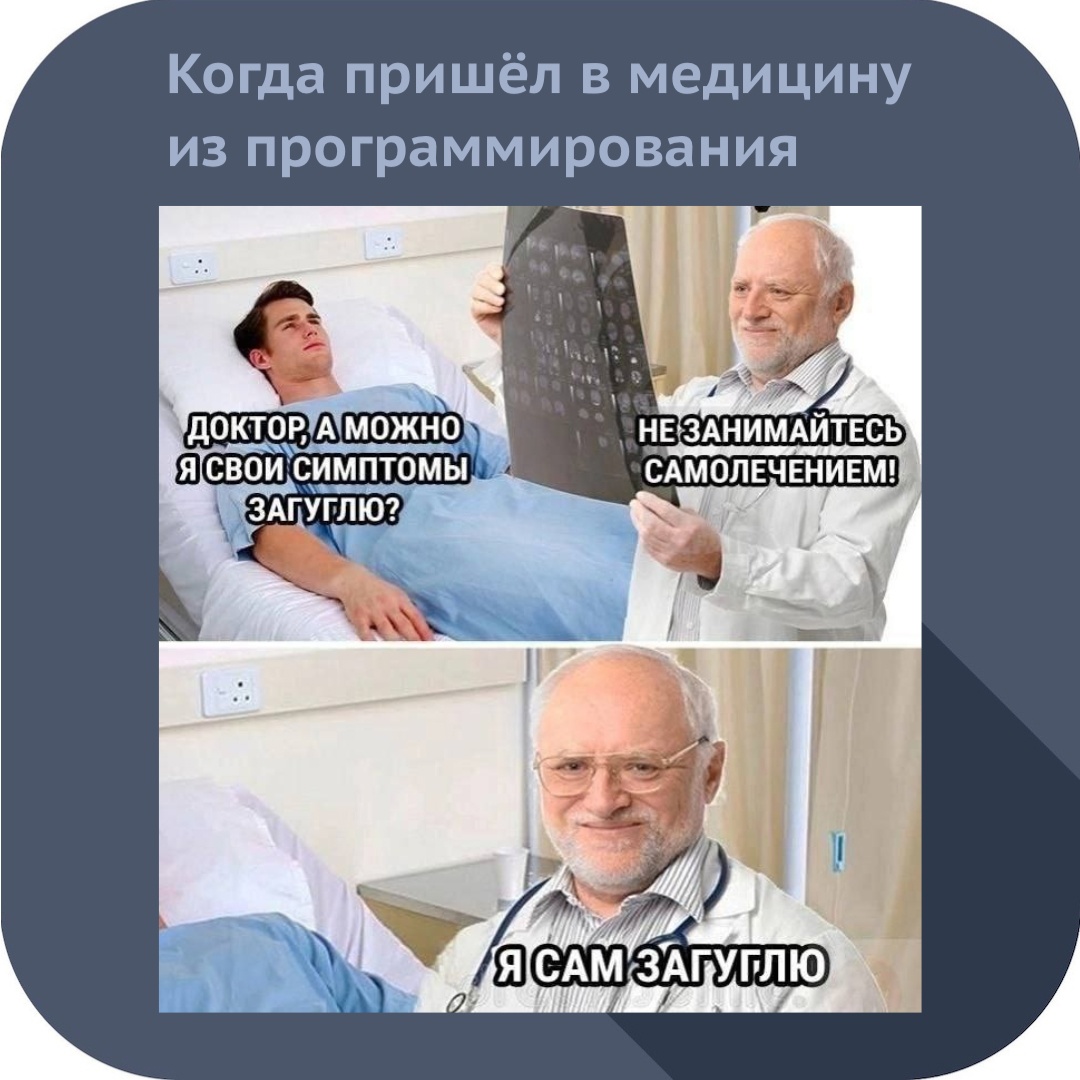 Когда пришёл в медицину
из программирования
ДОКТОР, А МОЖНО
Я СВОИ СИМПТОМЫ
ЗАГУГЛЮ?
НЕ ЗАНИМАЙТЕСЬ
САМОЛЕЧЕНИЕМ!
Я САМ ЗАГУГЛЮ